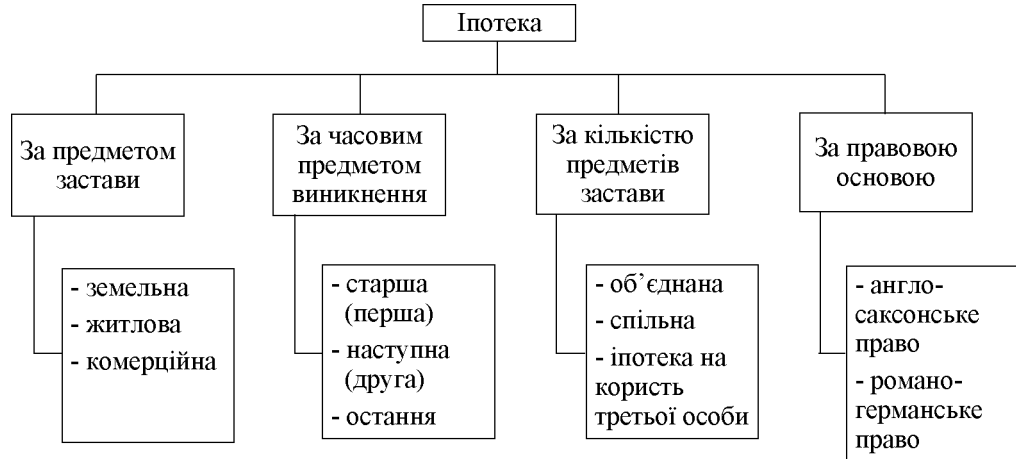 Іпотека
За предметом
застави
За часовим
предметом
виникнення
За кількістю
предметів
застави
За правовою
основою
- земельна
- житлова
- комерційна
- старша
(перша)
- наступна
(друга)
- остання
- об’єднана
- спільна
- іпотека на
користь
третьої особи
- англо-
саксонське
право
- романо-
германське
право